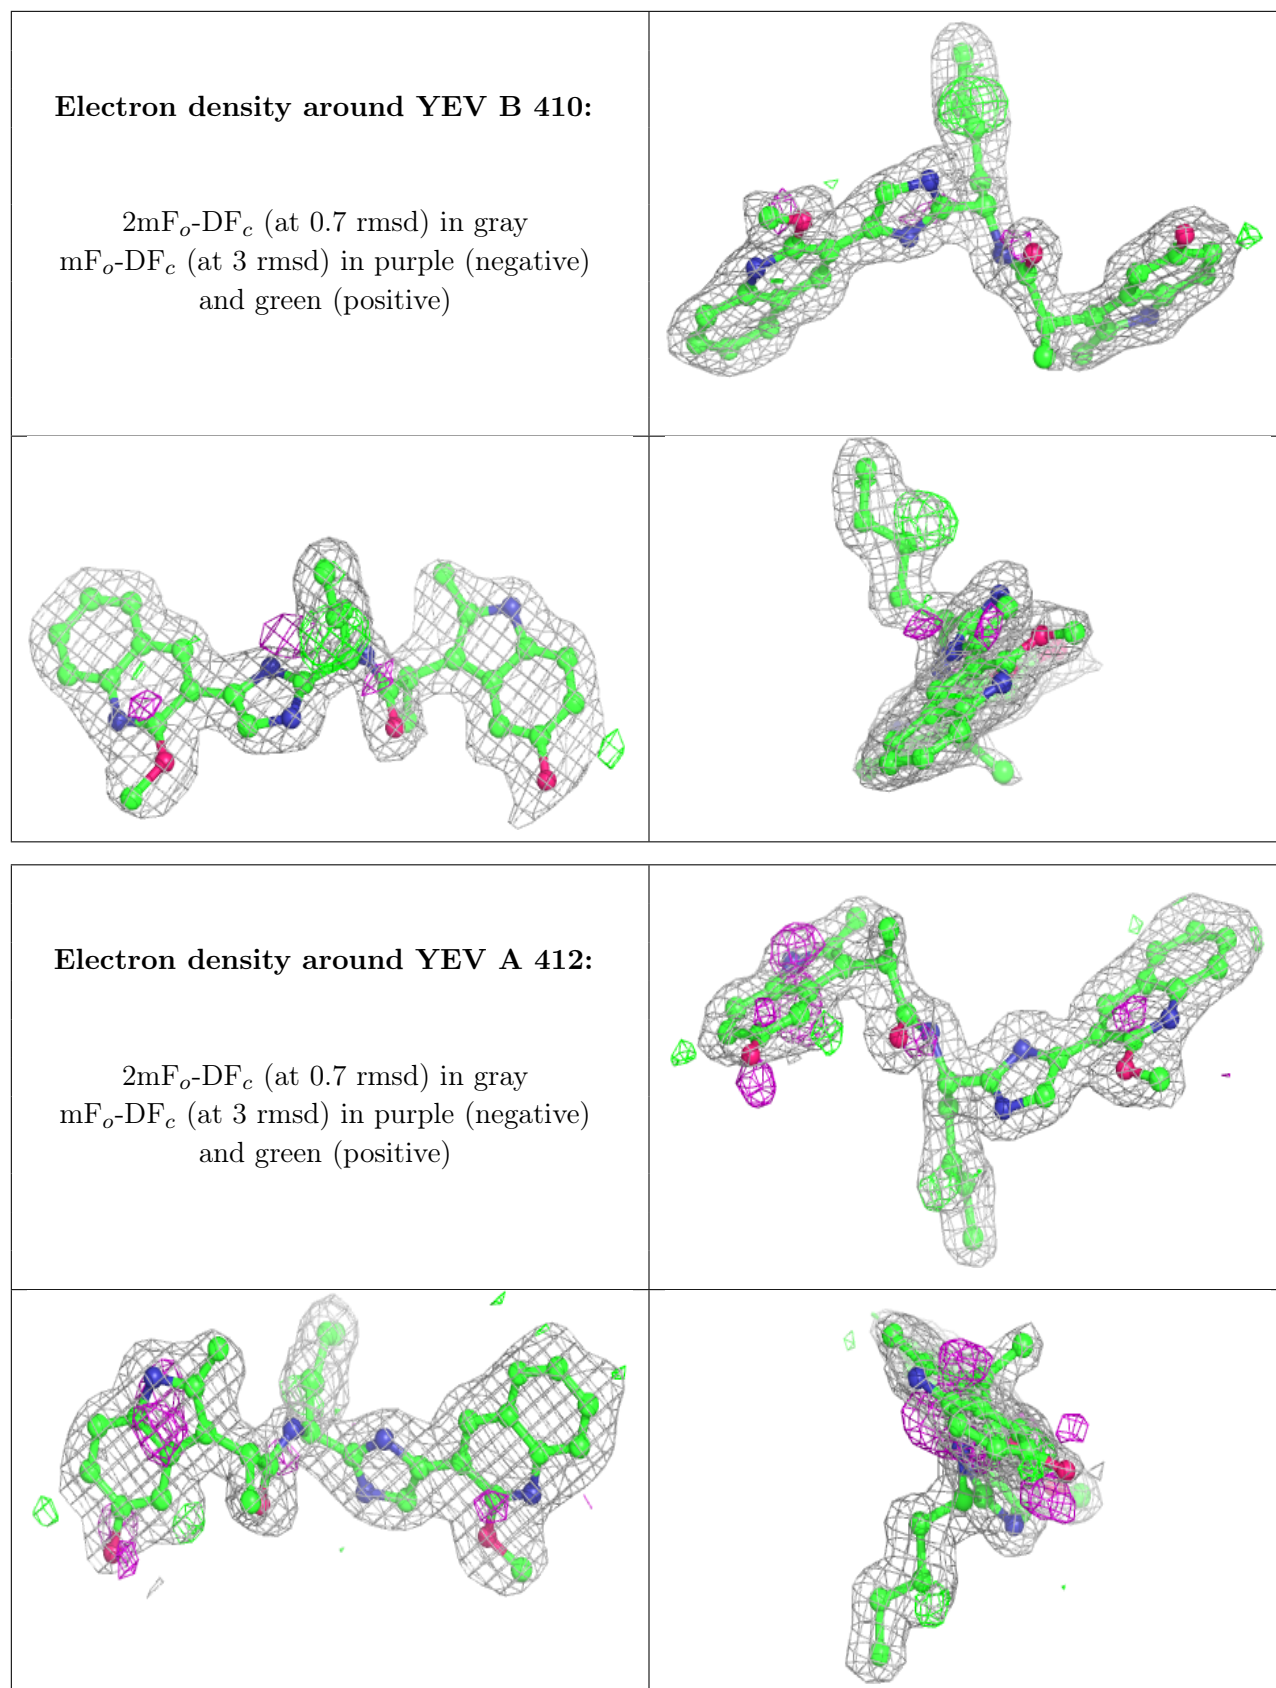 Electron density around YEV B 410:
2mFo-DFc (at 0.7 rmsd) in gray
mFo-DFc (at 3 rmsd) in purple (negative)
and green (positive)
Electron density around YEV A 412:
2mFo-DFc (at 0.7 rmsd) in gray
mFo-DFc (at 3 rmsd) in purple (negative)
and green (positive)